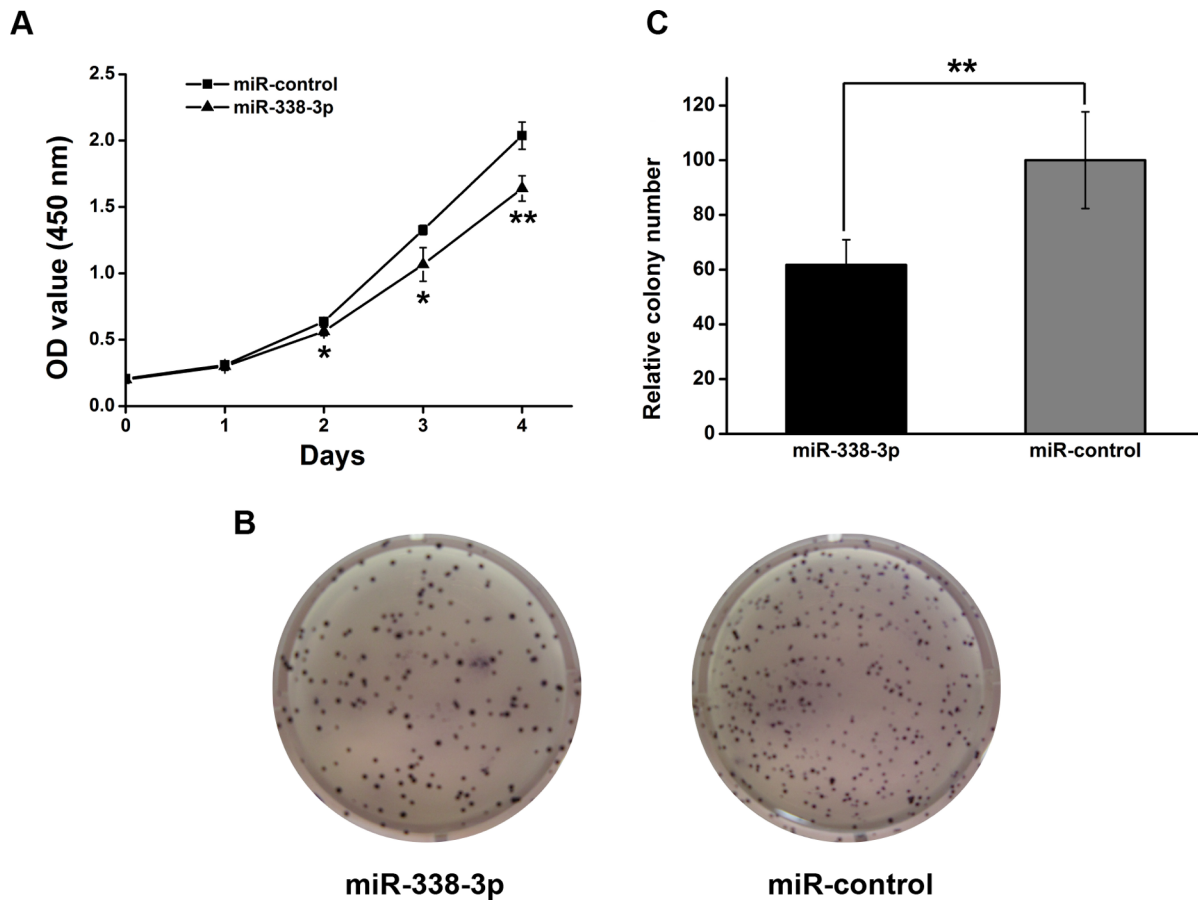 A
OD value (450 nm)
2.5
2.0
1.5
1.0
0.5
0.0
miR-control
miR-338-3p
*
*
**
0 1 2 3 4
Days
C
Relative colony number
120
100
80
60
40
20
0
**
miR-338-3p miR-control
B
miR-338-3p miR-control